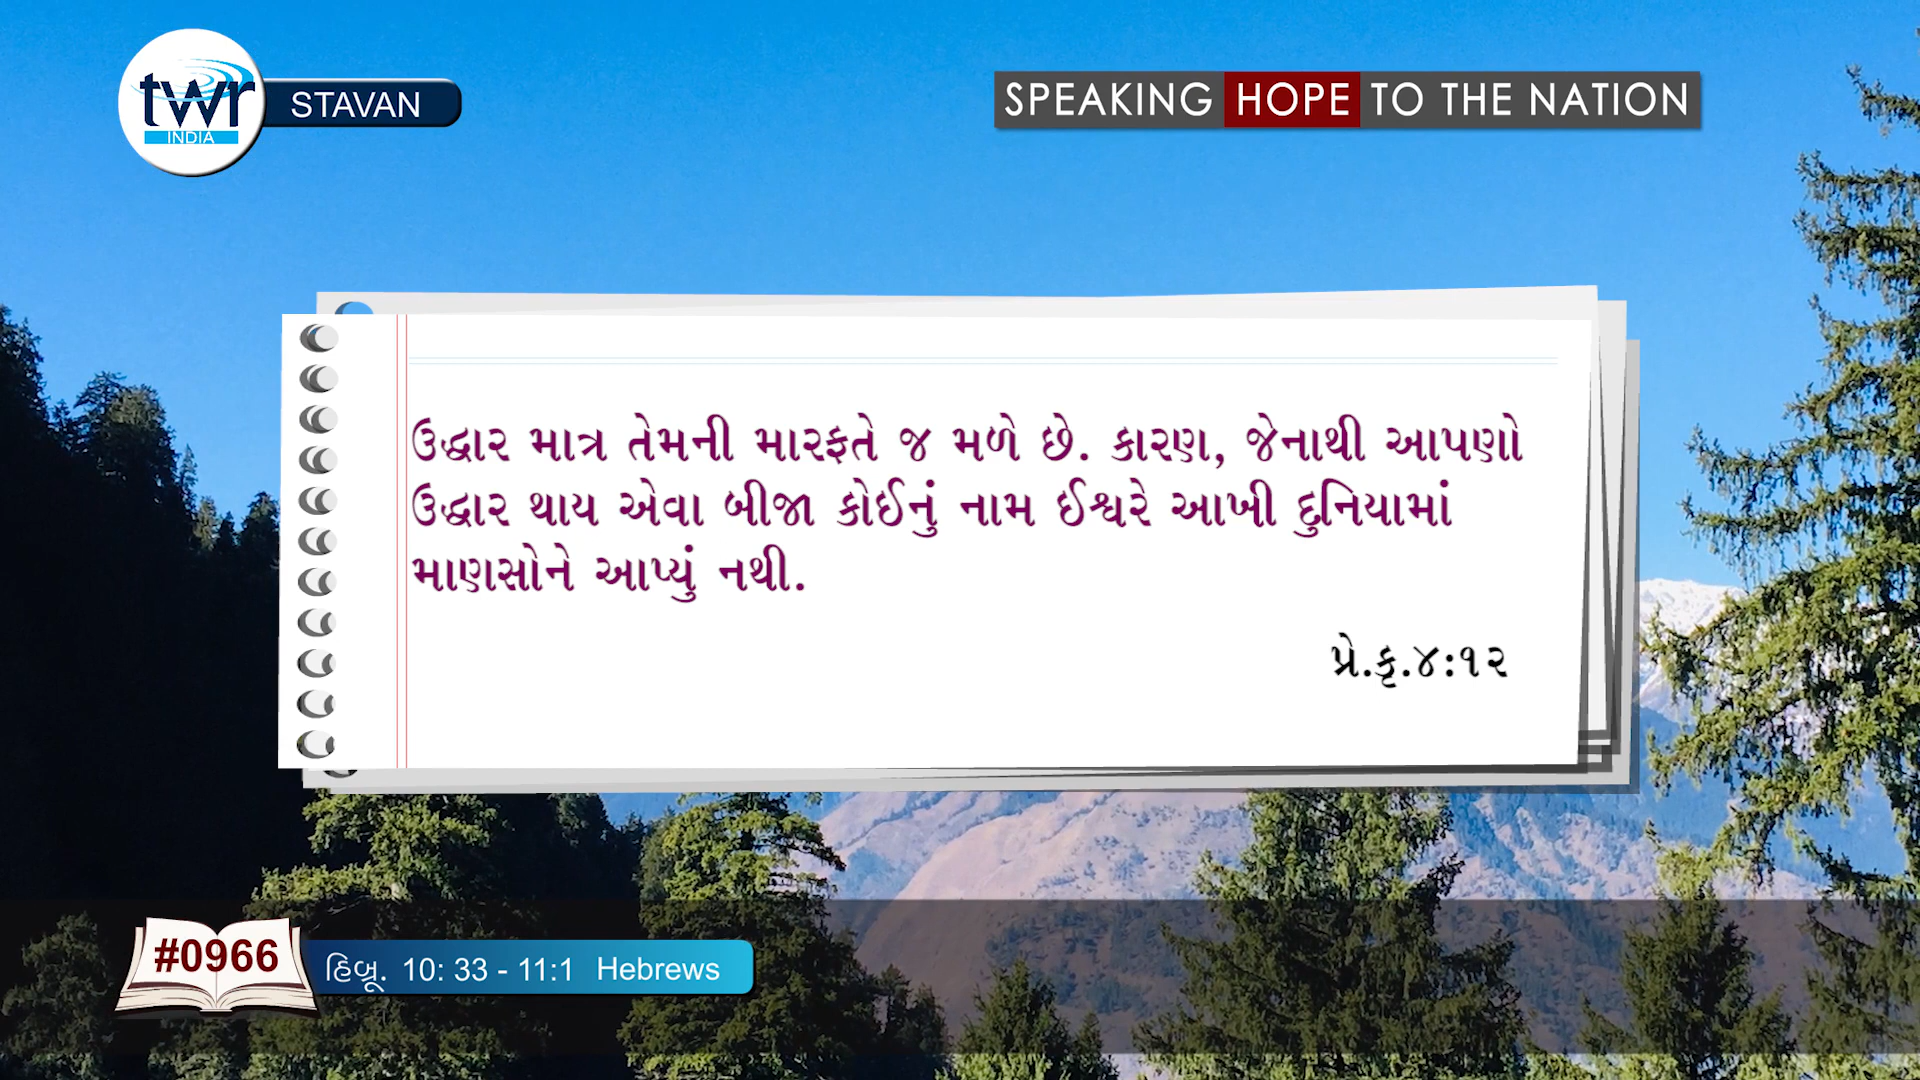 twr
INDIA
STAVAN
SPEAKING HOPE TO THE NATION
ઉદ્ધાર માત્ર તેમની મારફતે જ મળે છે. કારણ, જેનાથી આપણો
ઉદ્ધાર થાય એવા બીજા કોઈનું નામ ઈશ્વરે આખી દુનિયામાં
માણસોને આપ્યું નથી.
પ્રે.કૃ.૪:૧૨
#0966
હિબ્રૂ. 10: 33 - 11:1 Hebrews